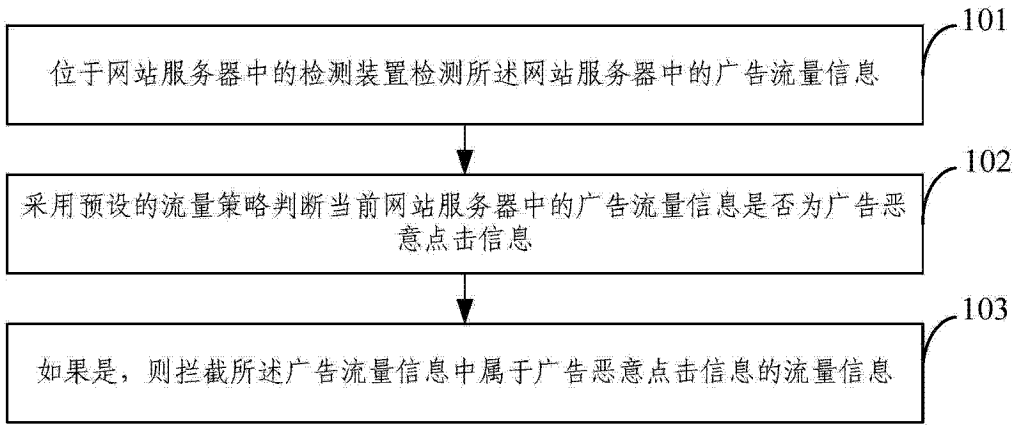 101
位于网站服务器中的检测装置检测所述网站服务器中的广告流量信息
102
采用预设的流量策略判断当前网站服务器中的广告流量信息是否为广告恶
意点击信息
103
如果是，则拦截所述广告流量信息中属于广告恶意点击信息的流量信息